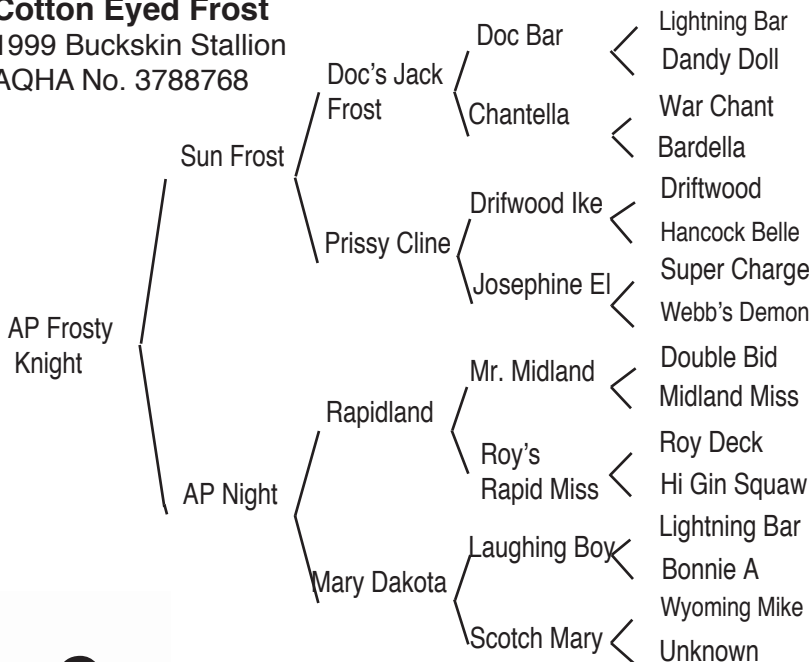 Cotton Eyed Frost
1999 Buckskin Stallion
AQHA No. 3788768
AP Frosty
Knight
Sun Frost
AP Night
Doc's Jack
Frost
Prissy Cline
Rapidland
Mary Dakota
Doc Bar
Chantella
Drifwood Ike
Josephine El
Mr. Midland
Roy's
Rapid Miss
Laughing Boy
Scotch Mary
Lightning Bar
Dandy Doll
War Chant
Bardella
Driftwood
Hancock Belle
Super Charge
Webb's Demon
Double Bid
Midland Miss
Roy Deck
Hi Gin Squaw
Lightning Bar
Bonnie A
Wyoming Mike
Unknown